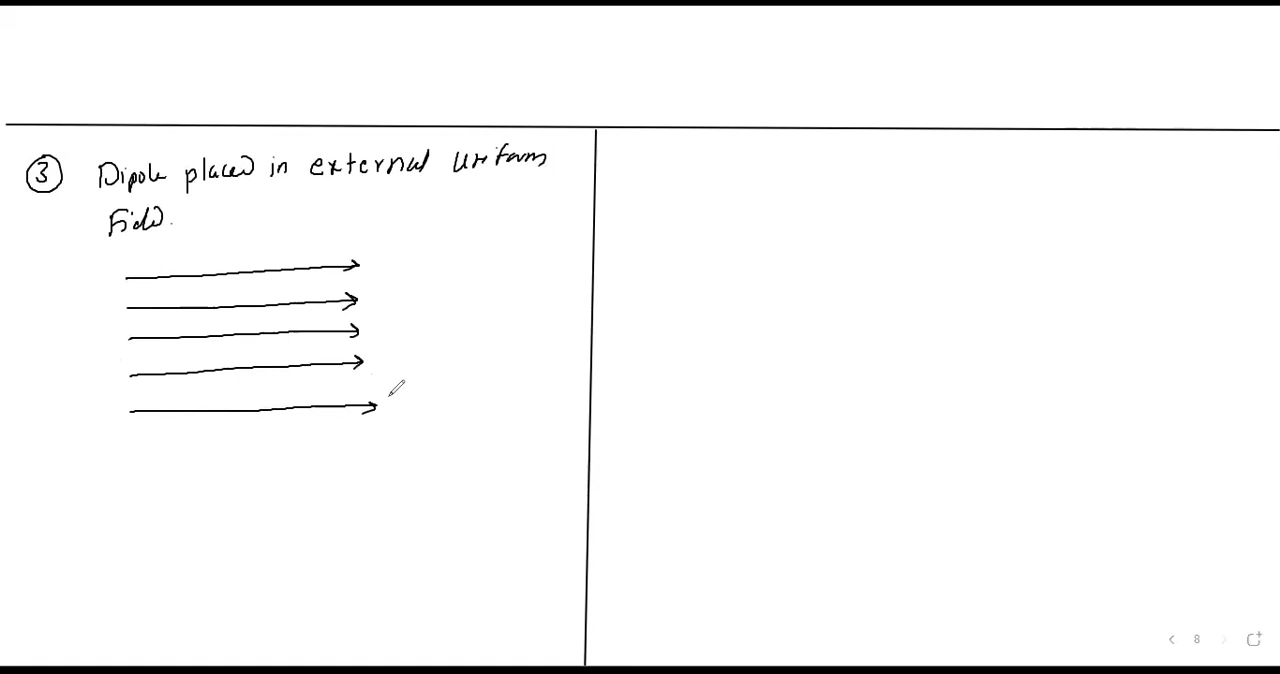 ③ Dipole placed in external uniform
Field.
8